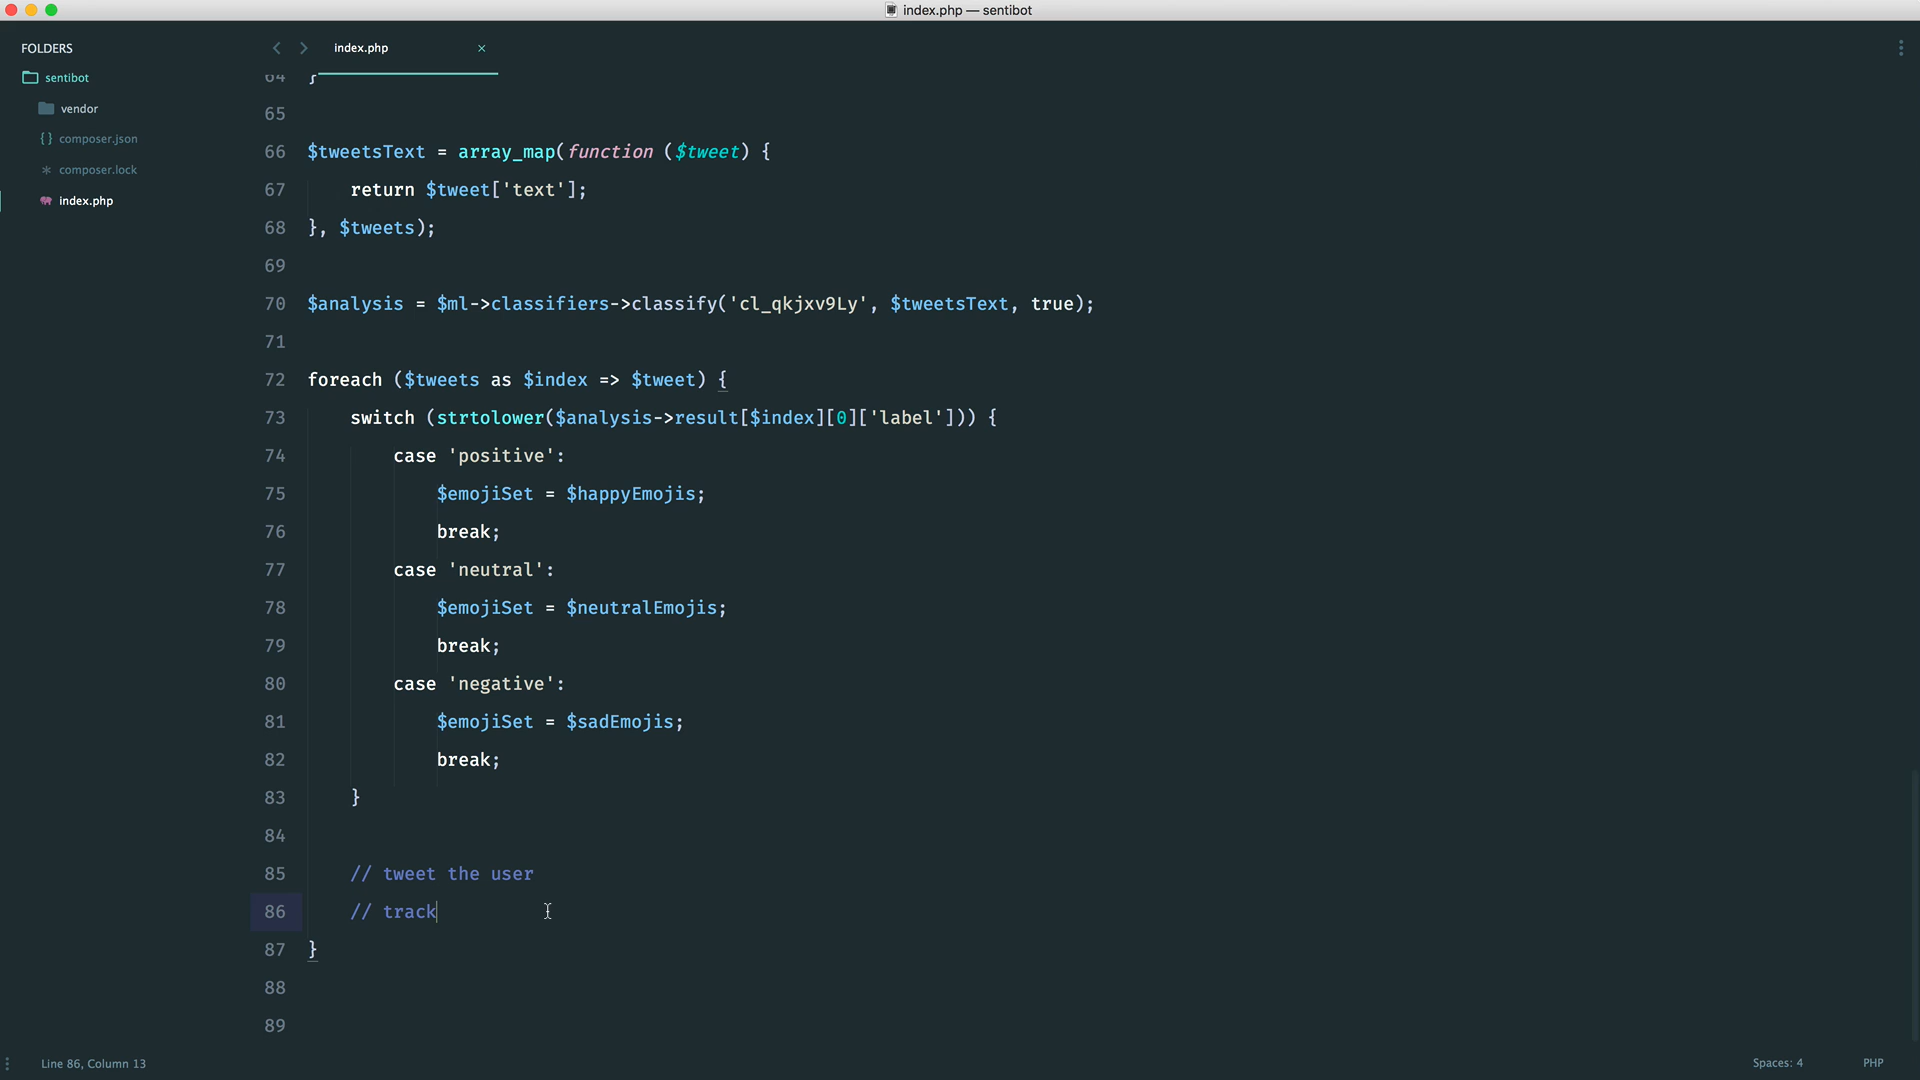 index.php — sentibot
FOLDERS
sentibot
vendor
{ } composer.json
* composer.lock
index.php
index.php ×
64 }
65
66 $tweetsText = array_map(function ($tweet) {
67     return $tweet['text'];
68 }, $tweets);
69
70 $analysis = $ml->classifiers->classify('cl_qkjxv9Ly', $tweetsText, true);
71
72 foreach ($tweets as $index => $tweet) {
73     switch (strtolower($analysis->result[$index][0]['label'])) {
74         case 'positive':
75             $emojiSet = $happyEmojis;
76             break;
77         case 'neutral':
78             $emojiSet = $neutralEmojis;
79             break;
80         case 'negative':
81             $emojiSet = $sadEmojis;
82             break;
83     }
84
85     // tweet the user
86     // track
87 }
88
89
Line 86, Column 13
Spaces: 4
PHP